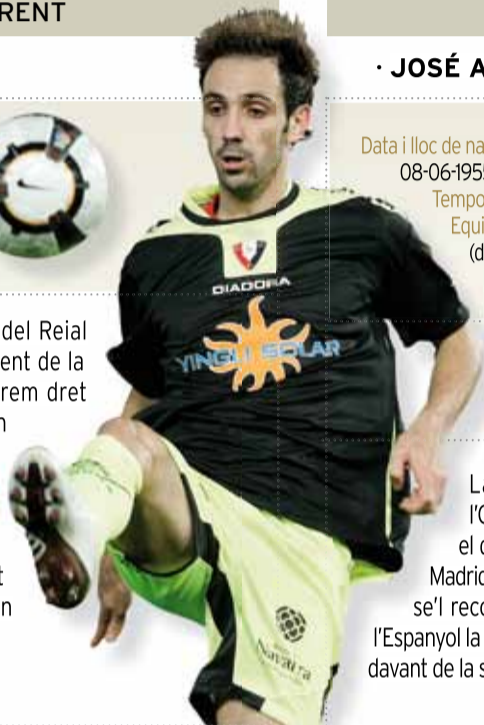 RENT
· JOSÉ A
Data i lloc de na
08-06-195
Tempo
Equi
(d
del Reial
ent de la
rem dret
n
t
n
DIADORA
YINGLI SOLAR
Navarra
La
l'O
el d
Madrid
se'l reco
l'Espanyol la
davant de la s